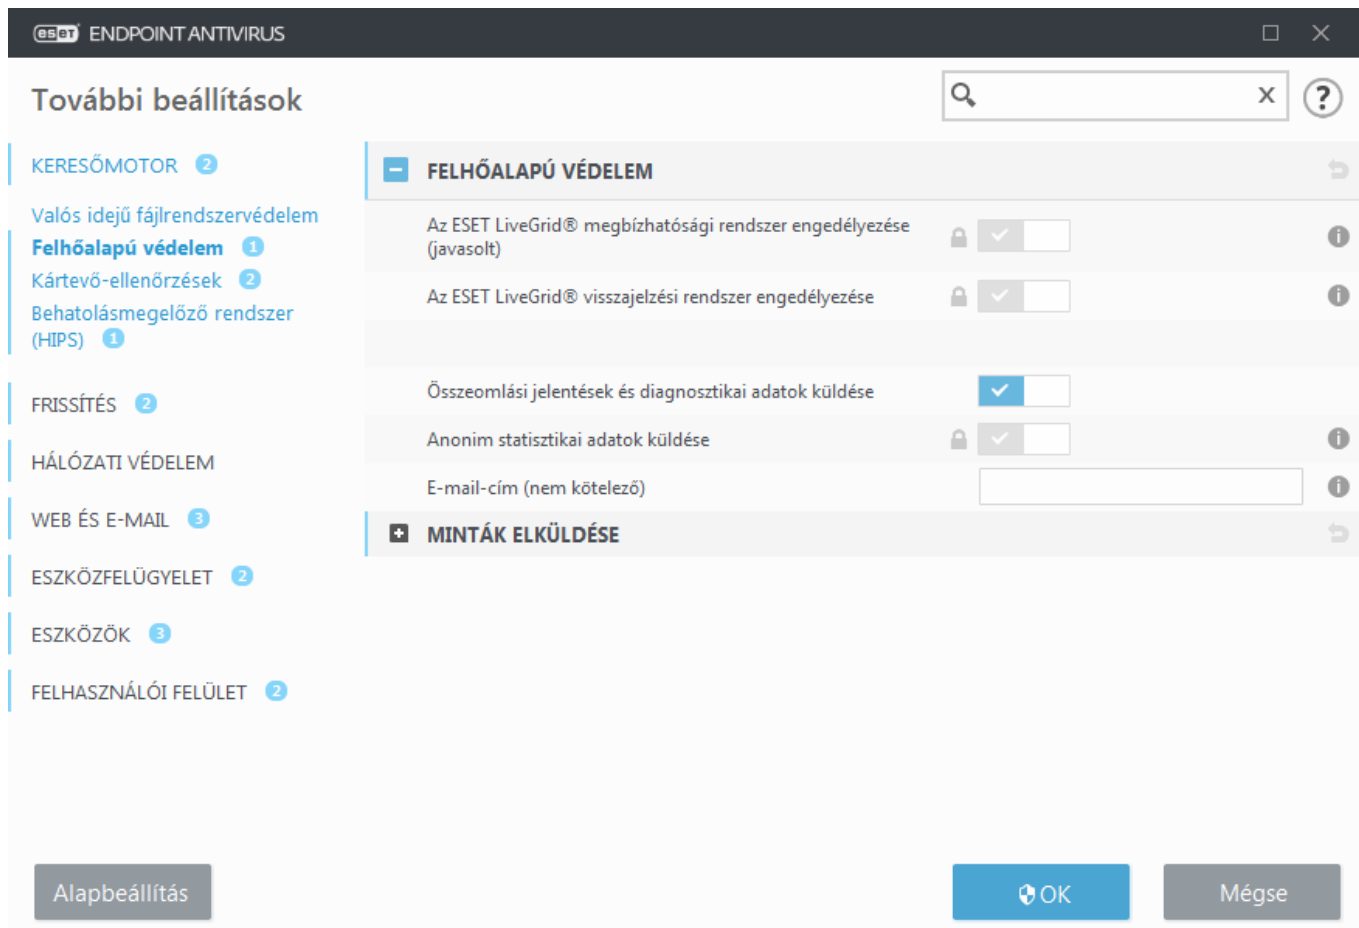 eset ENDPOINT ANTIVIRUS
További beállítások
X
?
KERESŐMOTOR 2
Valós idejű fájlrendszervédelem
Felhőalapú védelem 1
Kártevő-ellenőrzések 2
Behatolásmegelőző rendszer
(HIPS) 1
FRISSÍTÉS 2
HÁLÓZATI VÉDELEM
WEB ÉS E-MAIL 3
ESZKÖZFELÜGYELET 2
ESZKÖZÖK 3
FELHASZNÁLÓI FELÜLET 2
FELHŐALAPÚ VÉDELEM
Az ESET LiveGrid® megbízhatósági rendszer engedélyezése
(javasolt)
Az ESET LiveGrid® visszajelzési rendszer engedélyezése
Összeomlási jelentések és diagnosztikai adatok küldése
Anonim statisztikai adatok küldése
E-mail-cím (nem kötelező)
MINTÁK ELKÜLDÉSE
Alapbeállítás
OK
Mégse